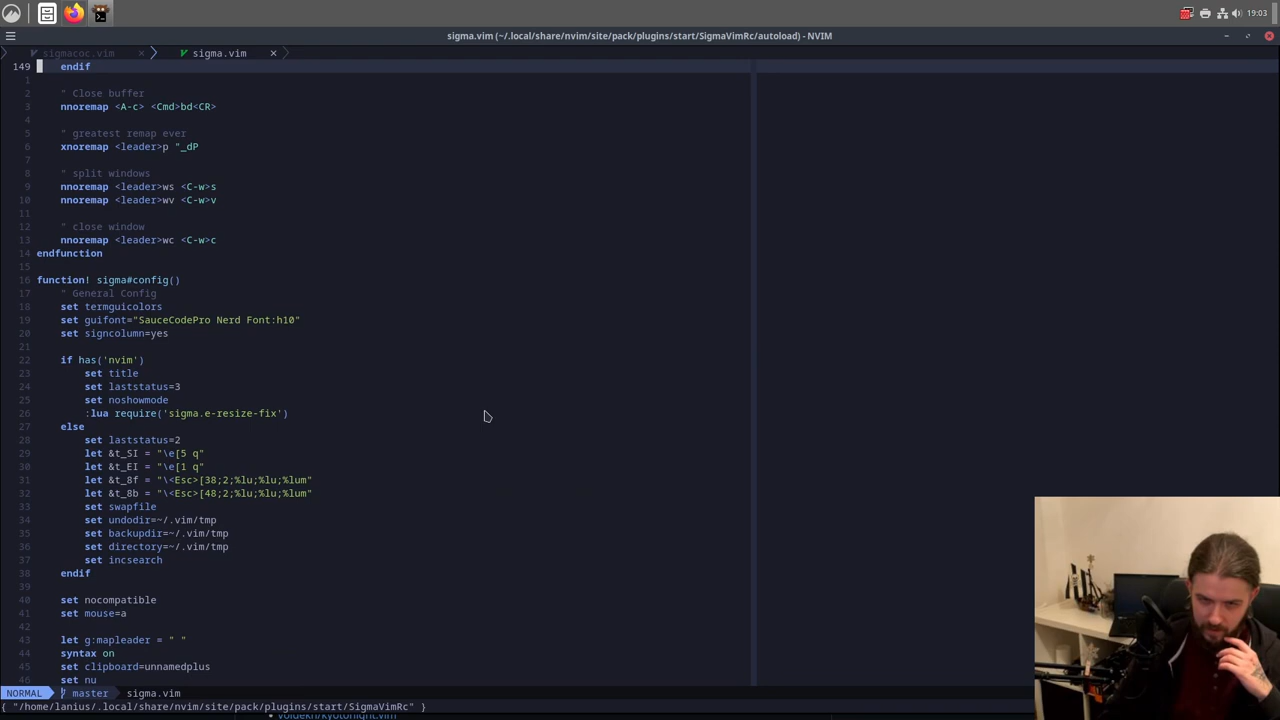 19:03
sigma.vim (~/.local/share/nvim/site/pack/plugins/start/SigmaVimRc/autoload) - NVIM
sigmacoc.vim × sigma.vim ×
149 endif
1
2 " Close buffer
3 nnoremap <A-c> <Cmd>bd<CR>
4
5 " greatest remap ever
6 xnoremap <leader>p "_dP
7
8 " split windows
9 nnoremap <leader>ws <C-w>s
10 nnoremap <leader>wv <C-w>v
11
12 " close window
13 nnoremap <leader>wc <C-w>c
14 endfunction
15
16 function! sigma#config()
17 " General Config
18 set termguicolors
19 set guifont="SauceCodePro Nerd Font:h10"
20 set signcolumn=yes
21
22 if has('nvim')
23 set title
24 set laststatus=3
25 set noshowmode
26 :lua require('sigma.e-resize-fix')
27 else
28 set laststatus=2
29 let &t_SI = "\e[5 q"
30 let &t_EI = "\e[1 q"
31 let &t_8f = "\<Esc>[38;2;%lu;%lu;%lum"
32 let &t_8b = "\<Esc>[48;2;%lu;%lu;%lum"
33 set swapfile
34 set undodir=~/.vim/tmp
35 set backupdir=~/.vim/tmp
36 set directory=~/.vim/tmp
37 set incsearch
38 endif
39
40 set nocompatible
41 set mouse=a
42
43 let g:mapleader = " "
44 syntax on
45 set clipboard=unnamedplus
46 set nu
NORMAL master sigma.vim
{ "/home/lanius/.local/share/nvim/site/pack/plugins/start/SigmaVimRc" }